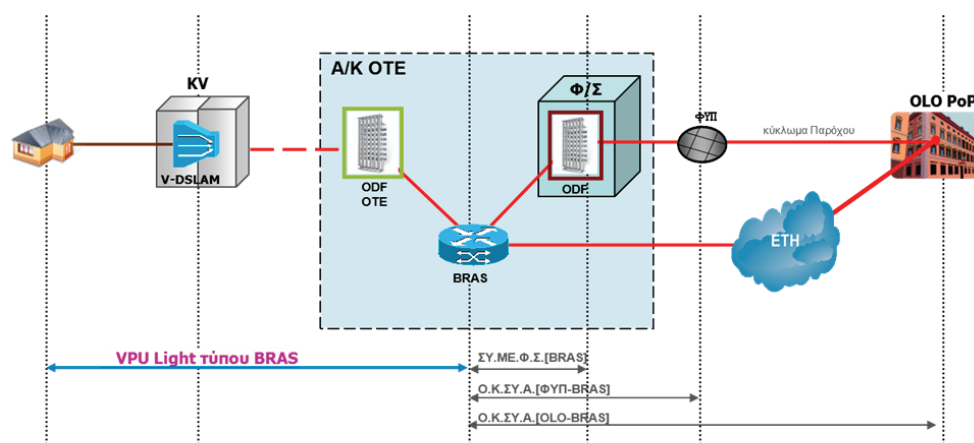 Α/Κ ΟΤΕ
KV
Φ/Σ
OLO PoP
ΦΥΠ
κύκλωμα Παρόχου
V-DSLAM
ODF
OTE
ODF
ETH
BRAS
VPU Light τύπου BRAS
ΣΥ.ΜΕ.Φ.Σ.[BRAS]
Ο.Κ.ΣΥ.Α.[ΦΥΠ-BRAS]
Ο.Κ.ΣΥ.Α.[OLO-BRAS]